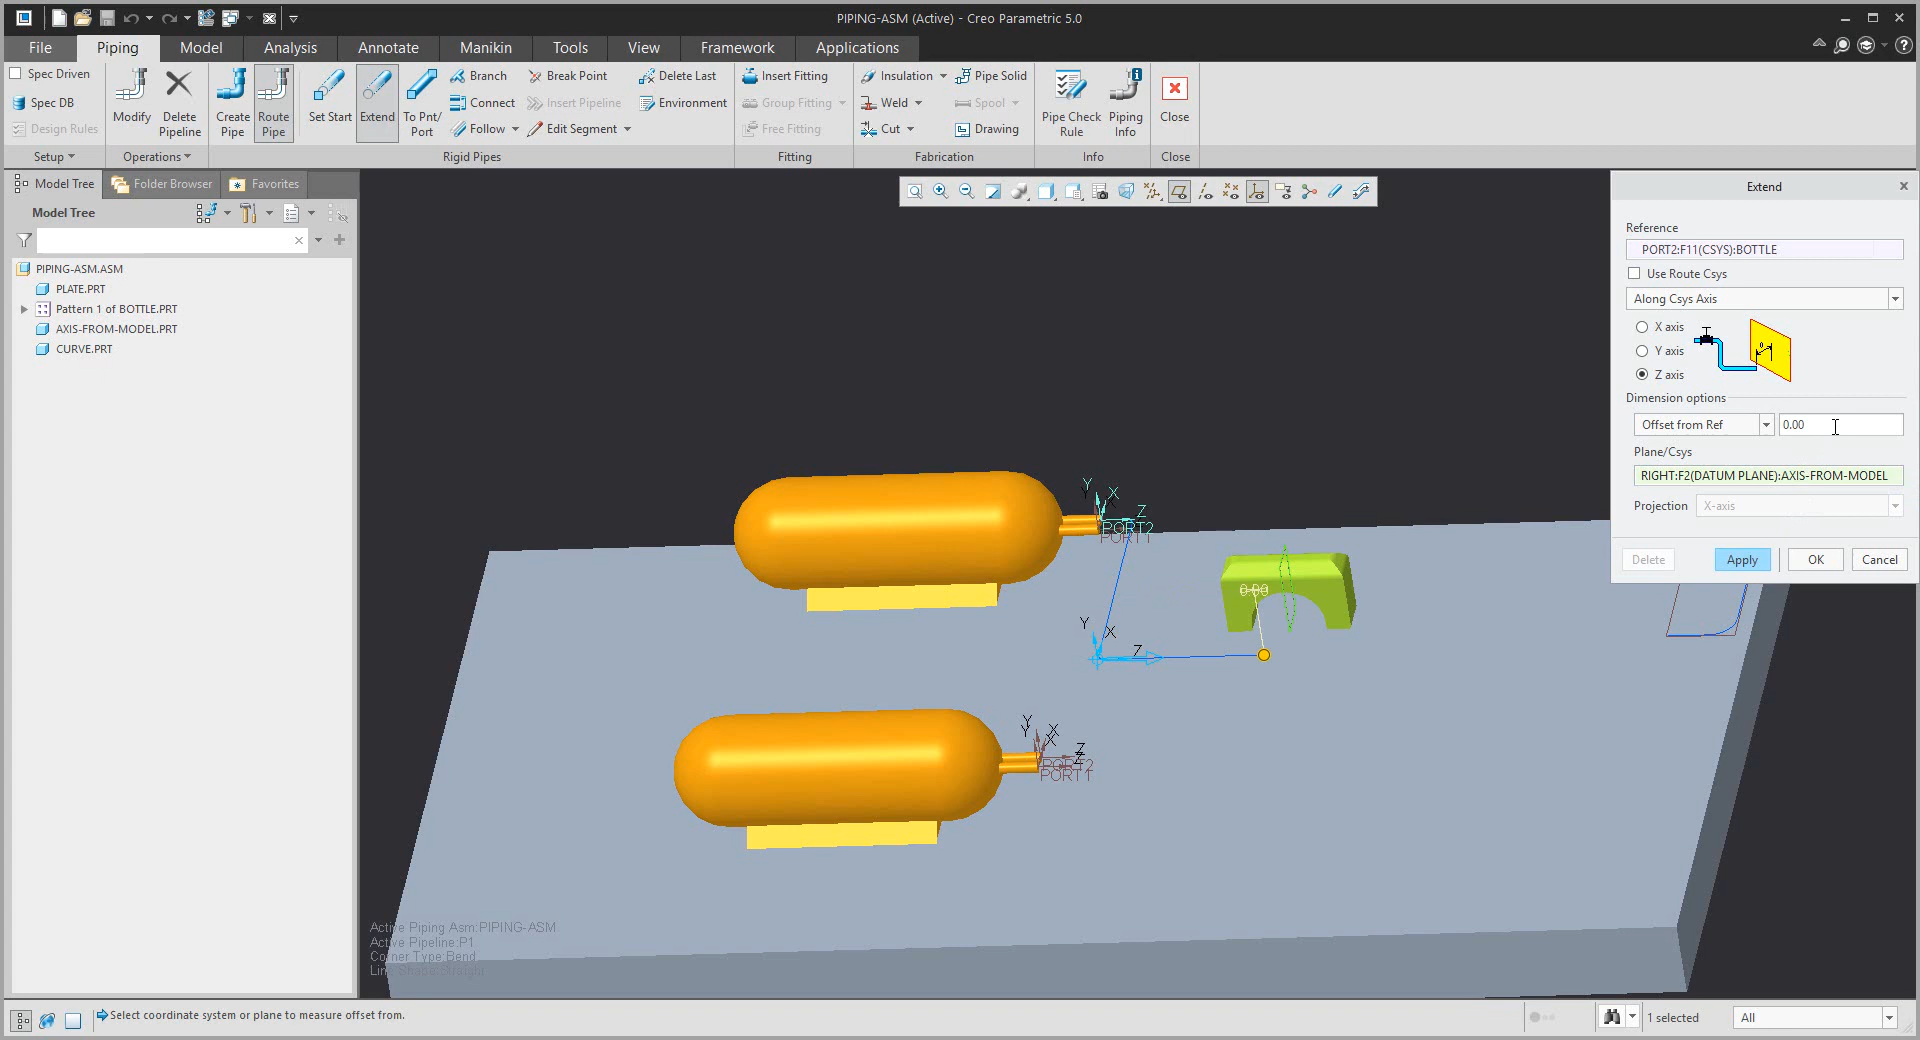 PIPING-ASM (Active) - Creo Parametric 5.0
File Piping Model Analysis Annotate Manikin Tools View Framework Applications
Spec Driven
Spec DB
Design Rules
Setup
Modify
Delete Pipeline
Operations
Create Pipe
Route Pipe
Set Start
Extend
To Pnt/ Port
Branch
Connect
Follow
Break Point
Insert Pipeline
Edit Segment
Delete Last
Environment
Rigid Pipes
Insert Fitting
Group Fitting
Free Fitting
Fitting
Insulation
Weld
Cut
Pipe Solid
Spool
Drawing
Fabrication
Pipe Check Rule
Piping Info
Info
Close
Close
Model Tree Folder Browser Favorites
Model Tree
PIPING-ASM.ASM
PLATE.PRT
Pattern 1 of BOTTLE.PRT
AXIS-FROM-MODEL.PRT
CURVE.PRT
Extend
Reference
PORT2:F11(CSYS):BOTTLE
Use Route Csys
Along Csys Axis
X axis
Y axis
Z axis
Dimension options
Offset from Ref 0.00
Plane/Csys
RIGHT:F2(DATUM PLANE):AXIS-FROM-MODEL
Projection X-axis
Delete Apply OK Cancel
Y X
Z
PORT2
PORT1
0.00
Y X
Z
Y X
Y X
Z
Z
PORT2
PORT1
Active Piping Asm:PIPING-ASM
Active Pipeline:P1
Corner Type:Bend
Line Shape:Straight
Select coordinate system or plane to measure offset from.
1 selected
All